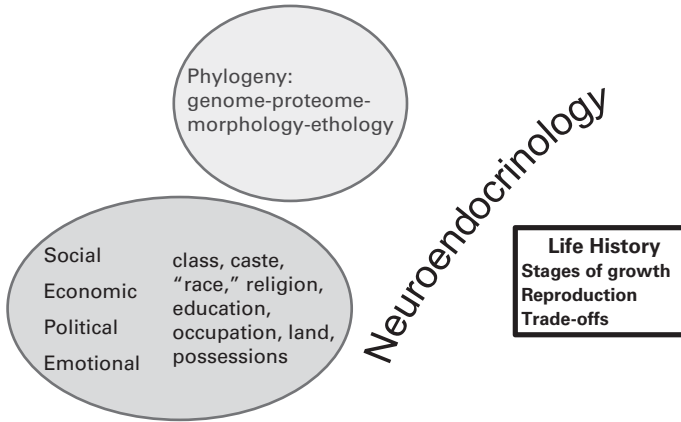 Phylogeny:
genome-proteome-
morphology-ethology
Social
Economic
Political
Emotional
class, caste,
“race,” religion,
education,
occupation, land,
possessions
Neuroendocrinology
Life History
Stages of growth
Reproduction
Trade-offs